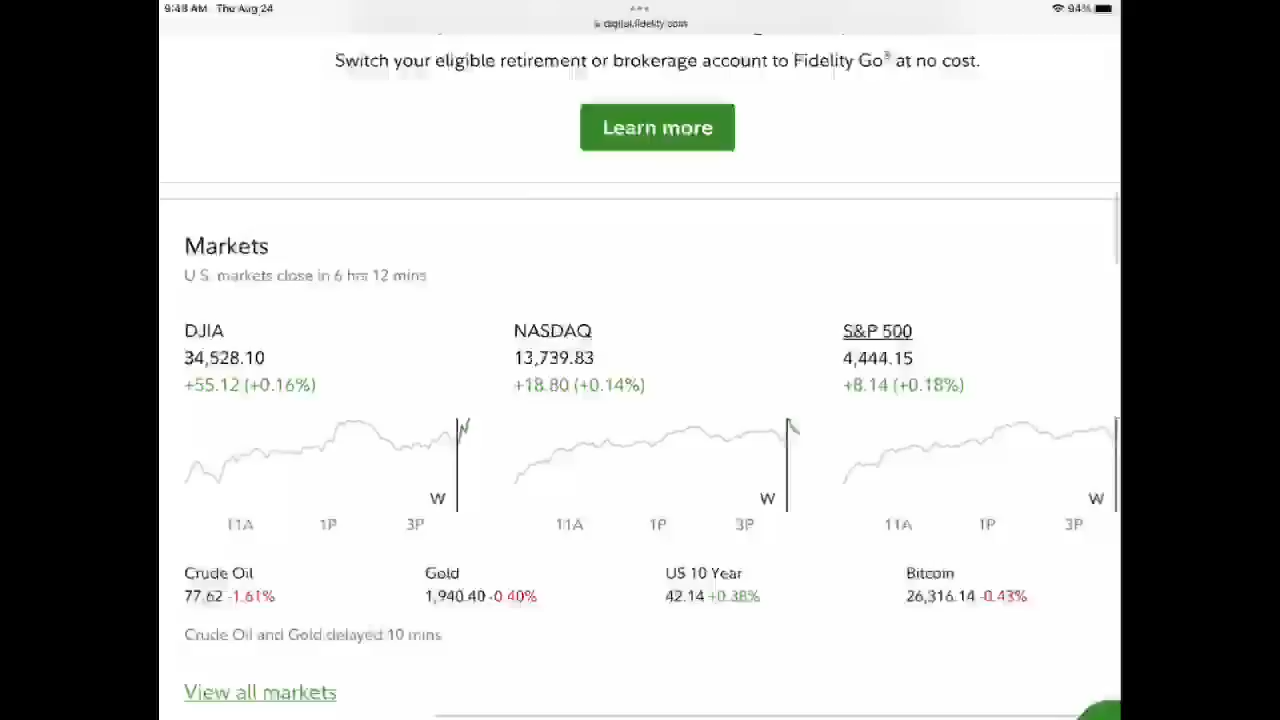 9:48 AM Thu Aug 24
94%
digital.fidelity.com
Switch your eligible retirement or brokerage account to Fidelity Go® at no cost.
Learn more
Markets
U.S. markets close in 6 hrs 12 mins
DJIA NASDAQ S&P 500
34,528.10 13,739.83 4,444.15
+55.12 (+0.16%) +18.80 (+0.14%) +8.14 (+0.18%)
W W W
11A 1P 3P 11A 1P 3P 11A 1P 3P
Crude Oil Gold US 10 Year Bitcoin
77.62 -1.61% 1,940.40 -0.40% 42.14 +0.38% 26,316.14 -0.43%
Crude Oil and Gold delayed 10 mins
View all markets